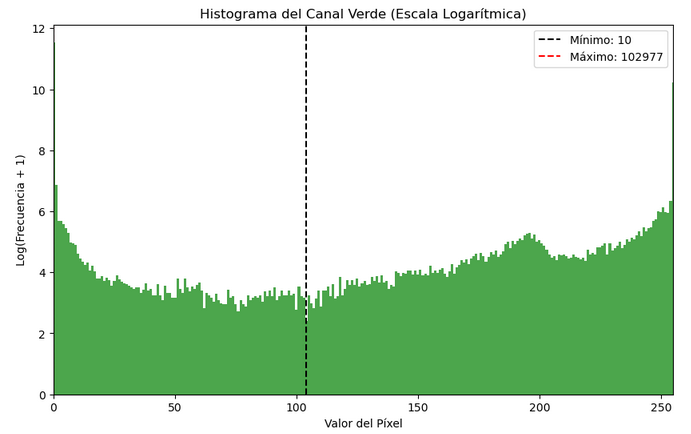 Histograma del Canal Verde (Escala Logarítmica)
Mínimo: 10
Máximo: 102977
12
10
8
6
4
2
0
Log(Frecuencia + 1)
0 50 100 150 200 250
Valor del Píxel